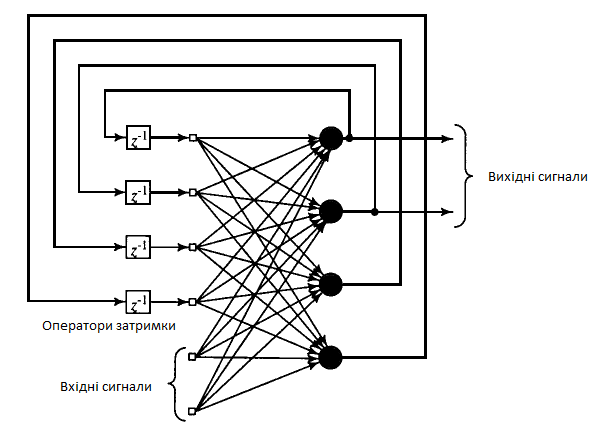 z⁻¹
z⁻¹
Вихідні сигнали
z⁻¹
z⁻¹
Оператори затримки
Вхідні сигнали